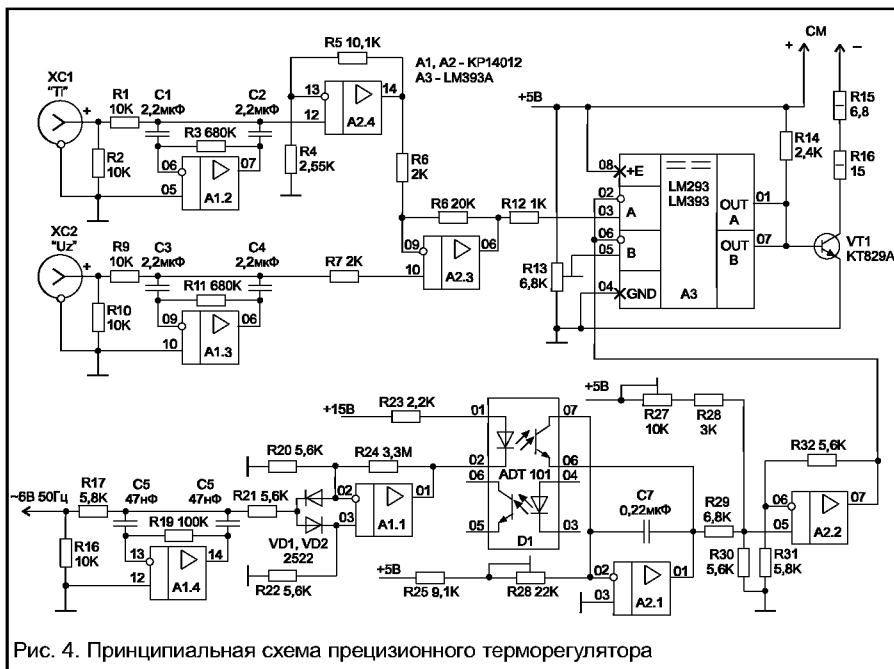 R5 10,1K
A1, A2 - КР14012
A3 - LM393A
СМ
+ –
XC1
"Ti"
+
R1
10K
C1
2,2мкФ
C2
2,2мкФ
R3 680K
06 07
05
A1.2
R2
10K
13 14
12
A2.4
R4
2,55K
R6
2K
+5В
R15
6,8
R14
2,4K
R16
15
08 +E
02
03 A
06
05 B
04 GND
LM293
LM393
OUT A 01
OUT B 07
A3
VT1
KT829A
R6 20K
R12 1K
09 06
10
A2.3
R13
6,8K
XC2
"Uz"
+
R9
10K
C3
2,2мкФ
C4
2,2мкФ
R11 680K
R7 2K
09 06
10
A1.3
R10
10K
+15В
R23 2,2K
01 07
02 06
ADT 101
06 04
05 03
D1
+5В
R27
10K
R28
3K
R32 5,6K
R20 5,6K
R24 3,3M
~6В 50Гц
R17
5,8K
C5
47нФ
C5
47нФ
R21 5,6K
R19 100K
02 01
03
A1.1
VD1, VD2
2522
13 14
12
A1.4
R16
10K
R22 5,6K
C7
0,22мкФ
R29
6,8K
06 07
05
A2.2
R30
5,6K
R31
5,8K
+5В
R25 9,1K
R28 22K
02 01
03
A2.1
Рис. 4. Принципиальная схема прецизионного терморегулятора